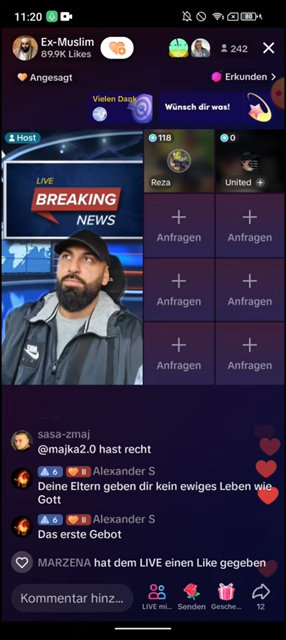 11:20
80
Ex-Muslim
89.9K Likes
242
Angesagt
Erkunden >
Vielen Dank
Wünsch dir was!
Host
118
0
LIVE
BREAKING
NEWS
Reza
United
Anfragen
Anfragen
Anfragen
Anfragen
Anfragen
Anfragen
sasa-zmaj
@majka2.0 hast recht
6 II Alexander S
Deine Eltern geben dir kein ewiges Leben wie
Gott
6 II Alexander S
Das erste Gebot
MARZENA hat dem LIVE einen Like gegeben
Kommentar hinz...
LIVE mi...
Senden
Gesche...
12